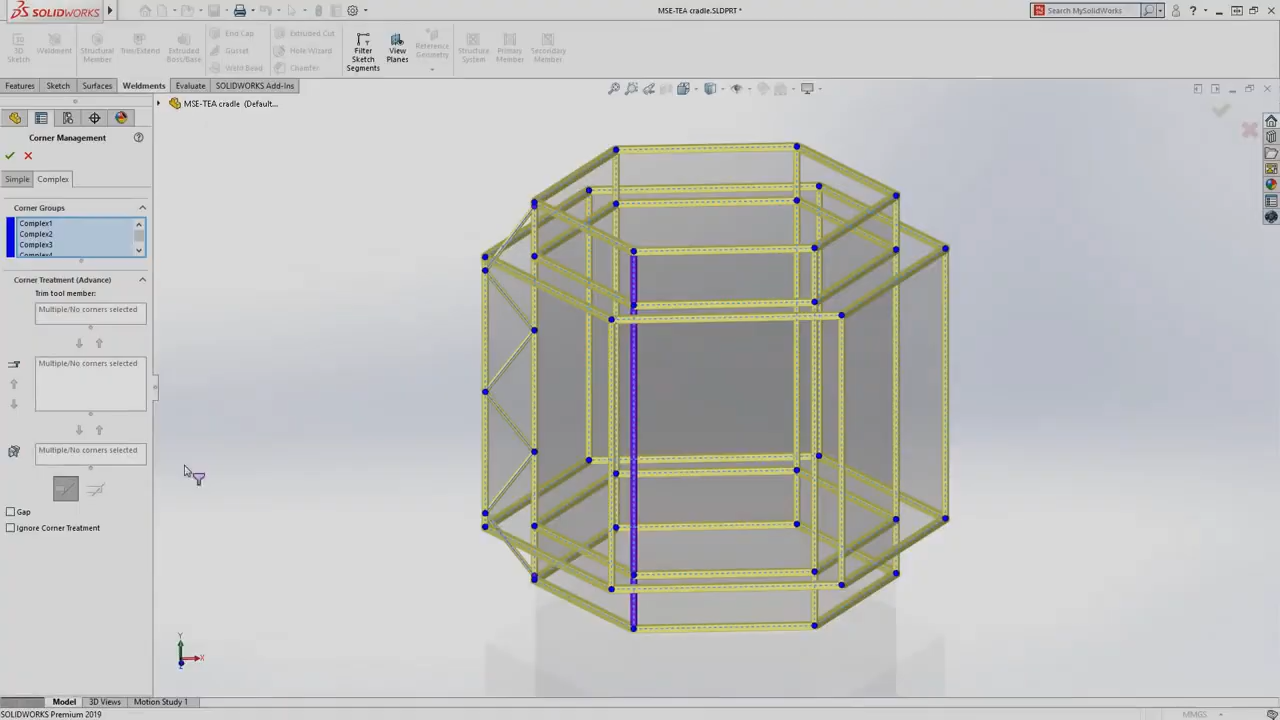 SOLIDWORKS
MSE-TEA cradle.SLDPRT *
Search MySolidWorks
3D Sketch
Weldment
Structural Member
Trim/Extend
Extruded Boss/Base
End Cap
Gusset
Weld Bead
Extruded Cut
Hole Wizard
Chamfer
Filter Sketch Segments
View Planes
Reference Geometry
Structure System
Primary Member
Secondary Member
Features
Sketch
Surfaces
Weldments
Evaluate
SOLIDWORKS Add-Ins
MSE-TEA cradle (Default...
Corner Management
Simple
Complex
Corner Groups
Complex1
Complex2
Complex3
Complex4
Corner Treatment (Advance)
Trim tool member:
Multiple/No corners selected
Multiple/No corners selected
Multiple/No corners selected
Gap
Ignore Corner Treatment
Y
X
Z
Model
3D Views
Motion Study 1
SOLIDWORKS Premium 2019
MMGS